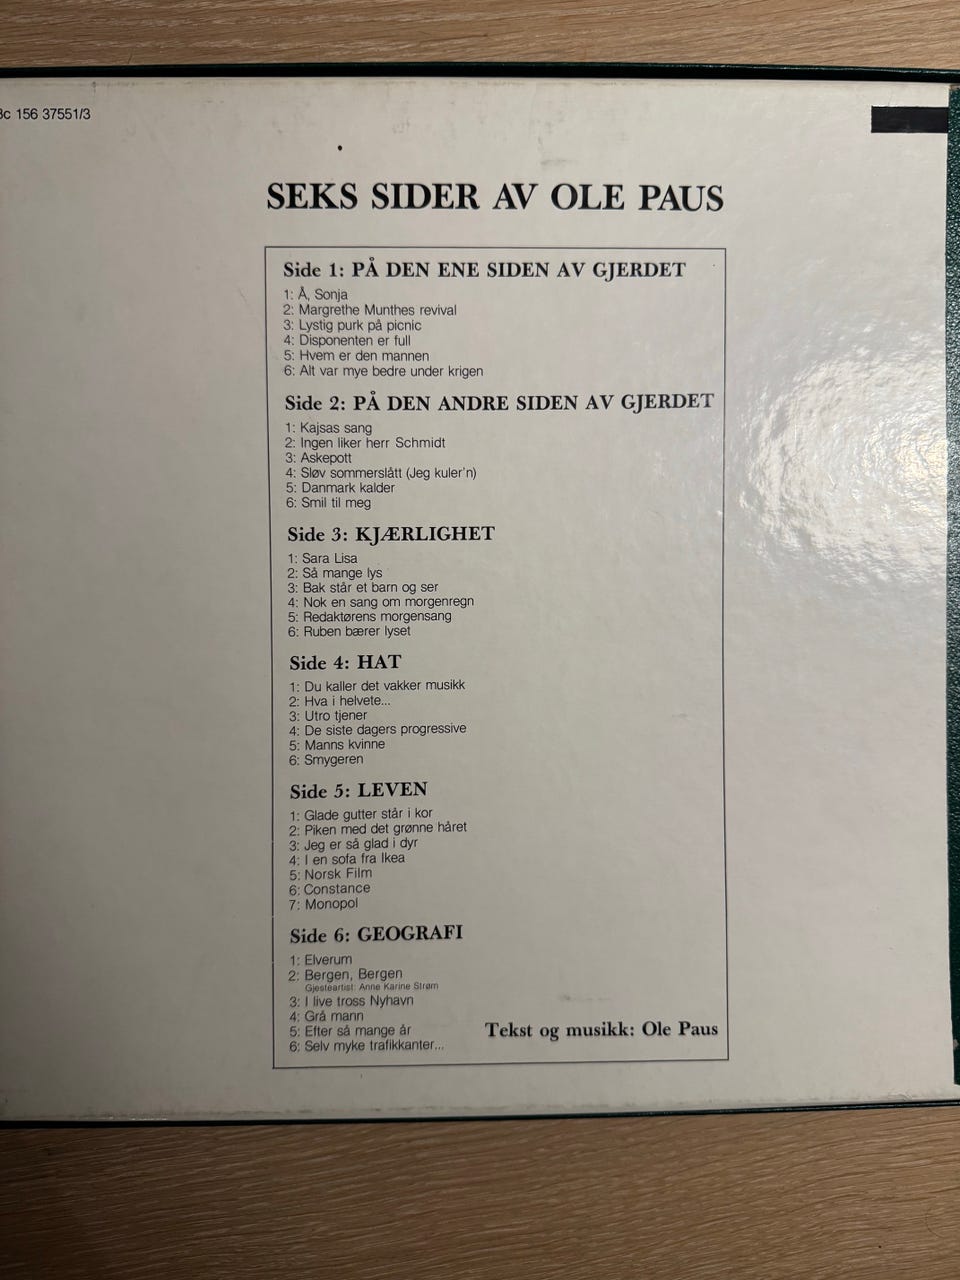 3c 156 37551/3
SEKS SIDER AV OLE PAUS
Side 1: PÅ DEN ENE SIDEN AV GJERDET
1: Å, Sonja
2: Margrethe Munthes revival
3: Lystig purk på picnic
4: Disponenten er full
5: Hvem er den mannen
6: Alt var mye bedre under krigen
Side 2: PÅ DEN ANDRE SIDEN AV GJERDET
1: Kajsas sang
2: Ingen liker herr Schmidt
3: Askepott
4: Sløv sommerslått (Jeg kuler'n)
5: Danmark kalder
6: Smil til meg
Side 3: KJÆRLIGHET
1: Sara Lisa
2: Så mange lys
3: Bak står et barn og ser
4: Nok en sang om morgenregn
5: Redaktørens morgensang
6: Ruben bærer lyset
Side 4: HAT
1: Du kaller det vakker musikk
2: Hva i helvete...
3: Utro tjener
4: De siste dagers progressive
5: Manns kvinne
6: Smygeren
Side 5: LEVEN
1: Glade gutter står i kor
2: Piken med det grønne håret
3: Jeg er så glad i dyr
4: I en sofa fra Ikea
5: Norsk Film
6: Constance
7: Monopol
Side 6: GEOGRAFI
1: Elverum
2: Bergen, Bergen
Gjesteartist: Anne Karine Strøm
3: I live tross Nyhavn
4: Grå mann
5: Efter så mange år
6: Selv myke trafikkanter...
Tekst og musikk: Ole Paus